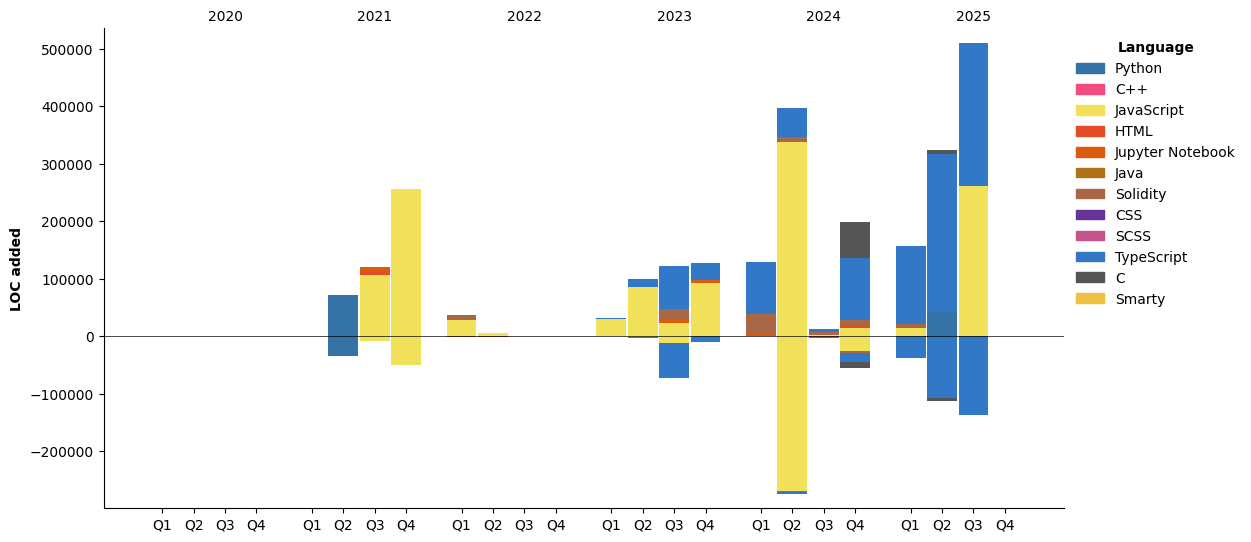 2020 2021 2022 2023 2024 2025
LOC added
500000
400000
300000
200000
100000
0
−100000
−200000
Q1 Q2 Q3 Q4 Q1 Q2 Q3 Q4 Q1 Q2 Q3 Q4 Q1 Q2 Q3 Q4 Q1 Q2 Q3 Q4 Q1 Q2 Q3 Q4
Language
Python
C++
JavaScript
HTML
Jupyter Notebook
Java
Solidity
CSS
SCSS
TypeScript
C
Smarty